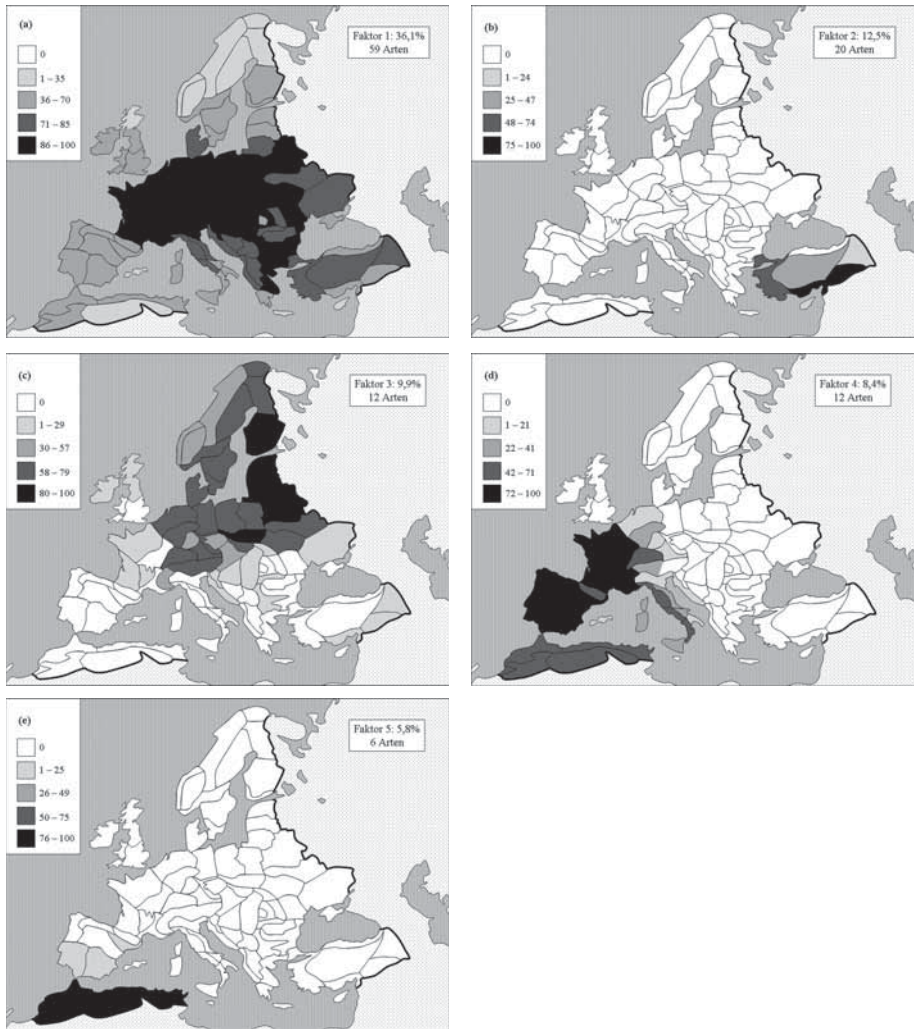 (a)
Faktor 1: 36,1%
59 Arten
0
1 – 35
36 – 70
71 – 85
86 – 100
(b)
Faktor 2: 12,5%
20 Arten
0
1 – 24
25 – 47
48 – 74
75 – 100
(c)
Faktor 3: 9,9%
12 Arten
0
1 – 29
30 – 57
58 – 79
80 – 100
(d)
Faktor 4: 8,4%
12 Arten
0
1 – 21
22 – 41
42 – 71
72 – 100
(e)
Faktor 5: 5,8%
6 Arten
0
1 – 25
26 – 49
50 – 75
76 – 100